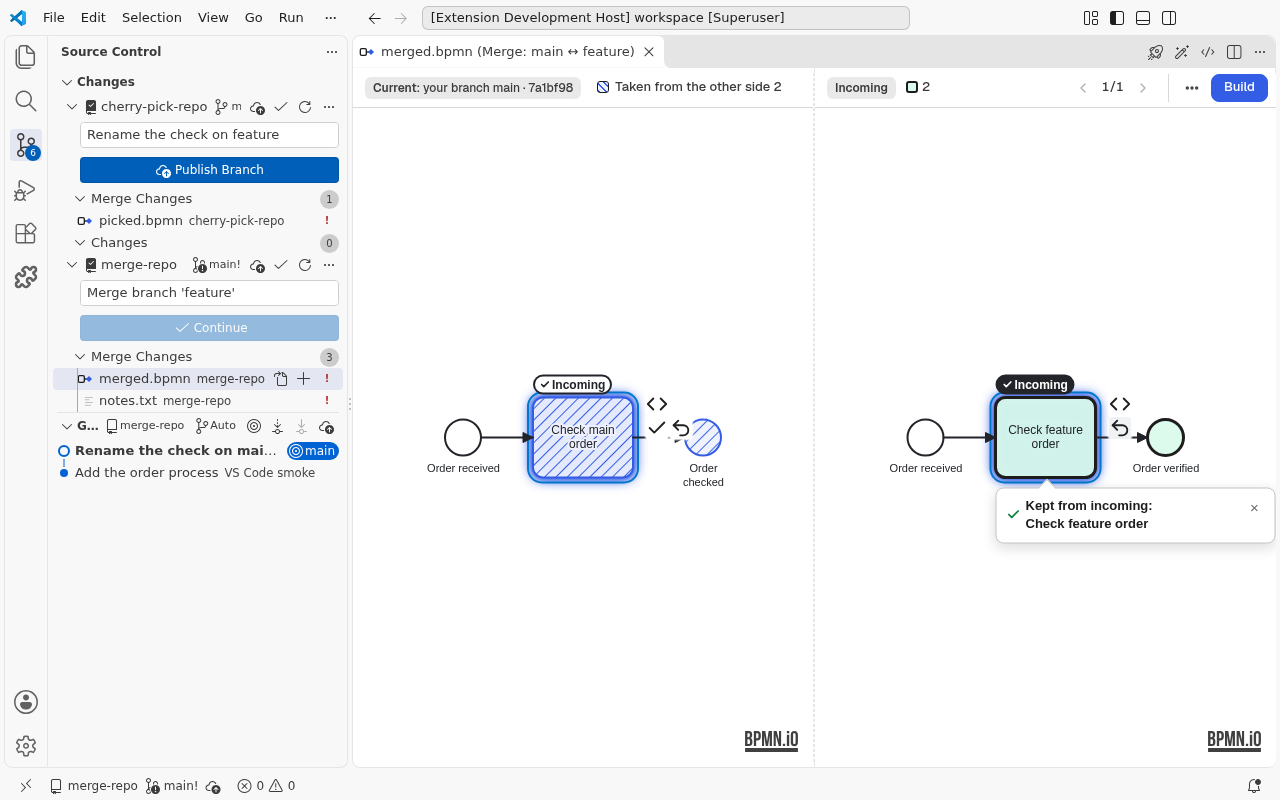 File Edit Selection View Go Run
[Extension Development Host] workspace [Superuser]
Source Control
merged.bpmn (Merge: main ↔ feature)
Current: your branch main · 7a1bf98
Taken from the other side 2
Incoming
2
1/1
Build
Changes
cherry-pick-repo m
Rename the check on feature
Publish Branch
Merge Changes 1
picked.bpmn cherry-pick-repo !
Changes 0
merge-repo main!
Merge branch 'feature'
Continue
Merge Changes 3
merged.bpmn merge-repo !
notes.txt merge-repo !
G... merge-repo Auto
Rename the check on mai... main
Add the order process VS Code smoke
6
Incoming
Check main
order
Order received
Order
checked
BPMN.iO
Incoming
Check feature
order
Order received
Order verified
Kept from incoming:
Check feature order
BPMN.iO
merge-repo main! 0 0